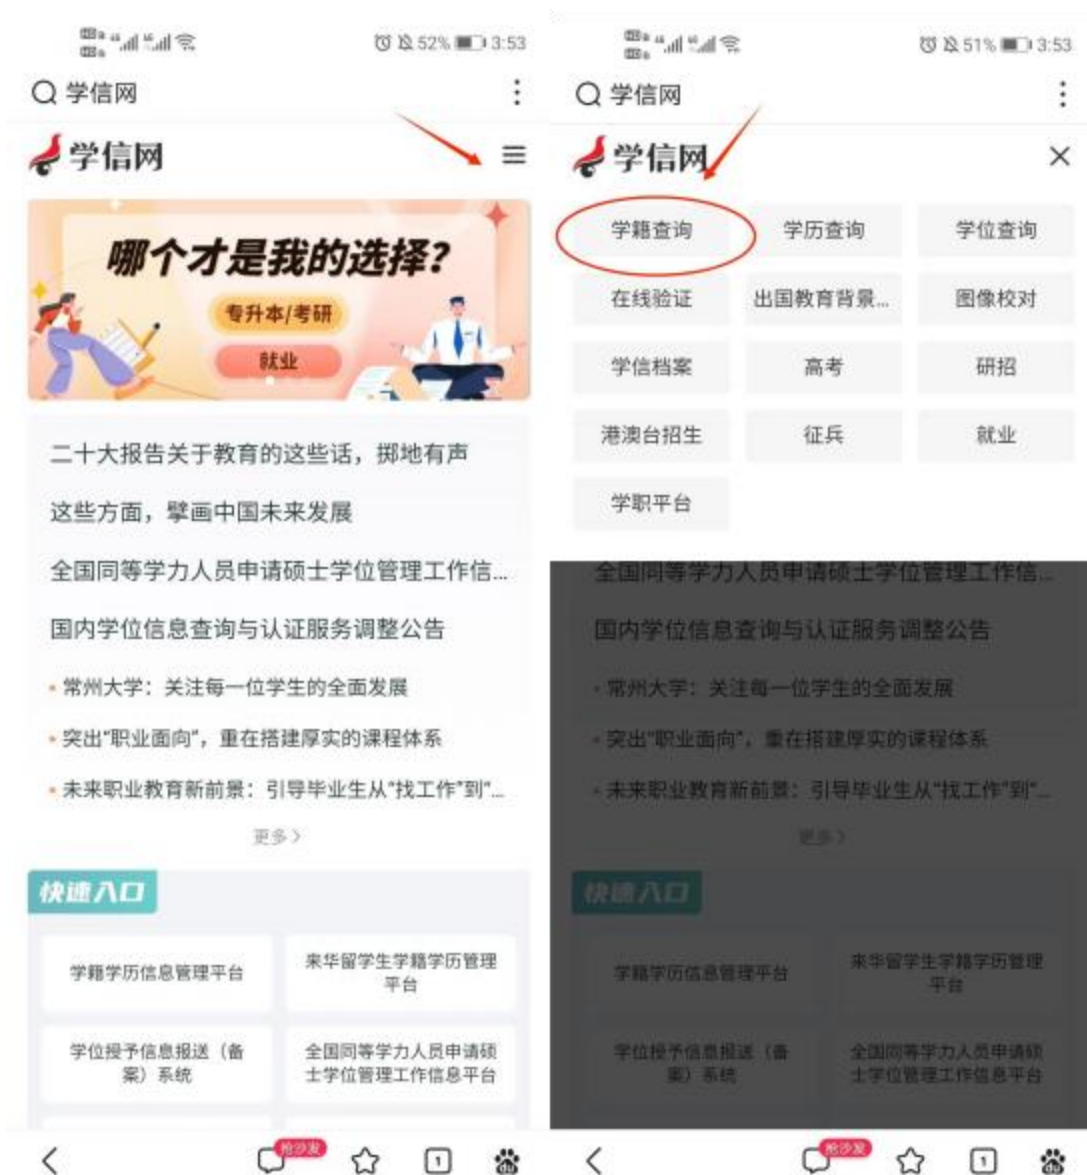 52% 3:53
学信网
学信网
哪个才是我的选择?
专升本/考研
就业
二十大报告关于教育的这些话，掷地有声
这些方面，擘画中国未来发展
全国同等学力人员申请硕士学位管理工作信...
国内学位信息查询与认证服务调整公告
常州大学：关注每一位学生的全面发展
突出“职业面向”，重在搭建厚实的课程体系
未来职业教育新前景：引导毕业生从“找工作”到“...
更多>
快速入口
学籍学历信息管理平台
来华留学生学籍学历管理
平台
学位授予信息报送（备
案）系统
全国同等学力人员申请硕
士学位管理工作信息平台
抢沙发
1
du
51% 3:53
学信网
学信网
学籍查询 学历查询 学位查询
在线验证 出国教育背景... 图像校对
学信档案 高考 研招
港澳台招生 征兵 就业
学职平台
全国同等学力人员申请硕士学位管理工作信...
国内学位信息查询与认证服务调整公告
常州大学：关注每一位学生的全面发展
突出“职业面向”，重在搭建厚实的课程体系
未来职业教育新前景：引导毕业生从“找工作”到“...
更多>
快速入口
学籍学历信息管理平台
来华留学生学籍学历管理
平台
学位授予信息报送（备
案）系统
全国同等学力人员申请硕
士学位管理工作信息平台
抢沙发
1
du